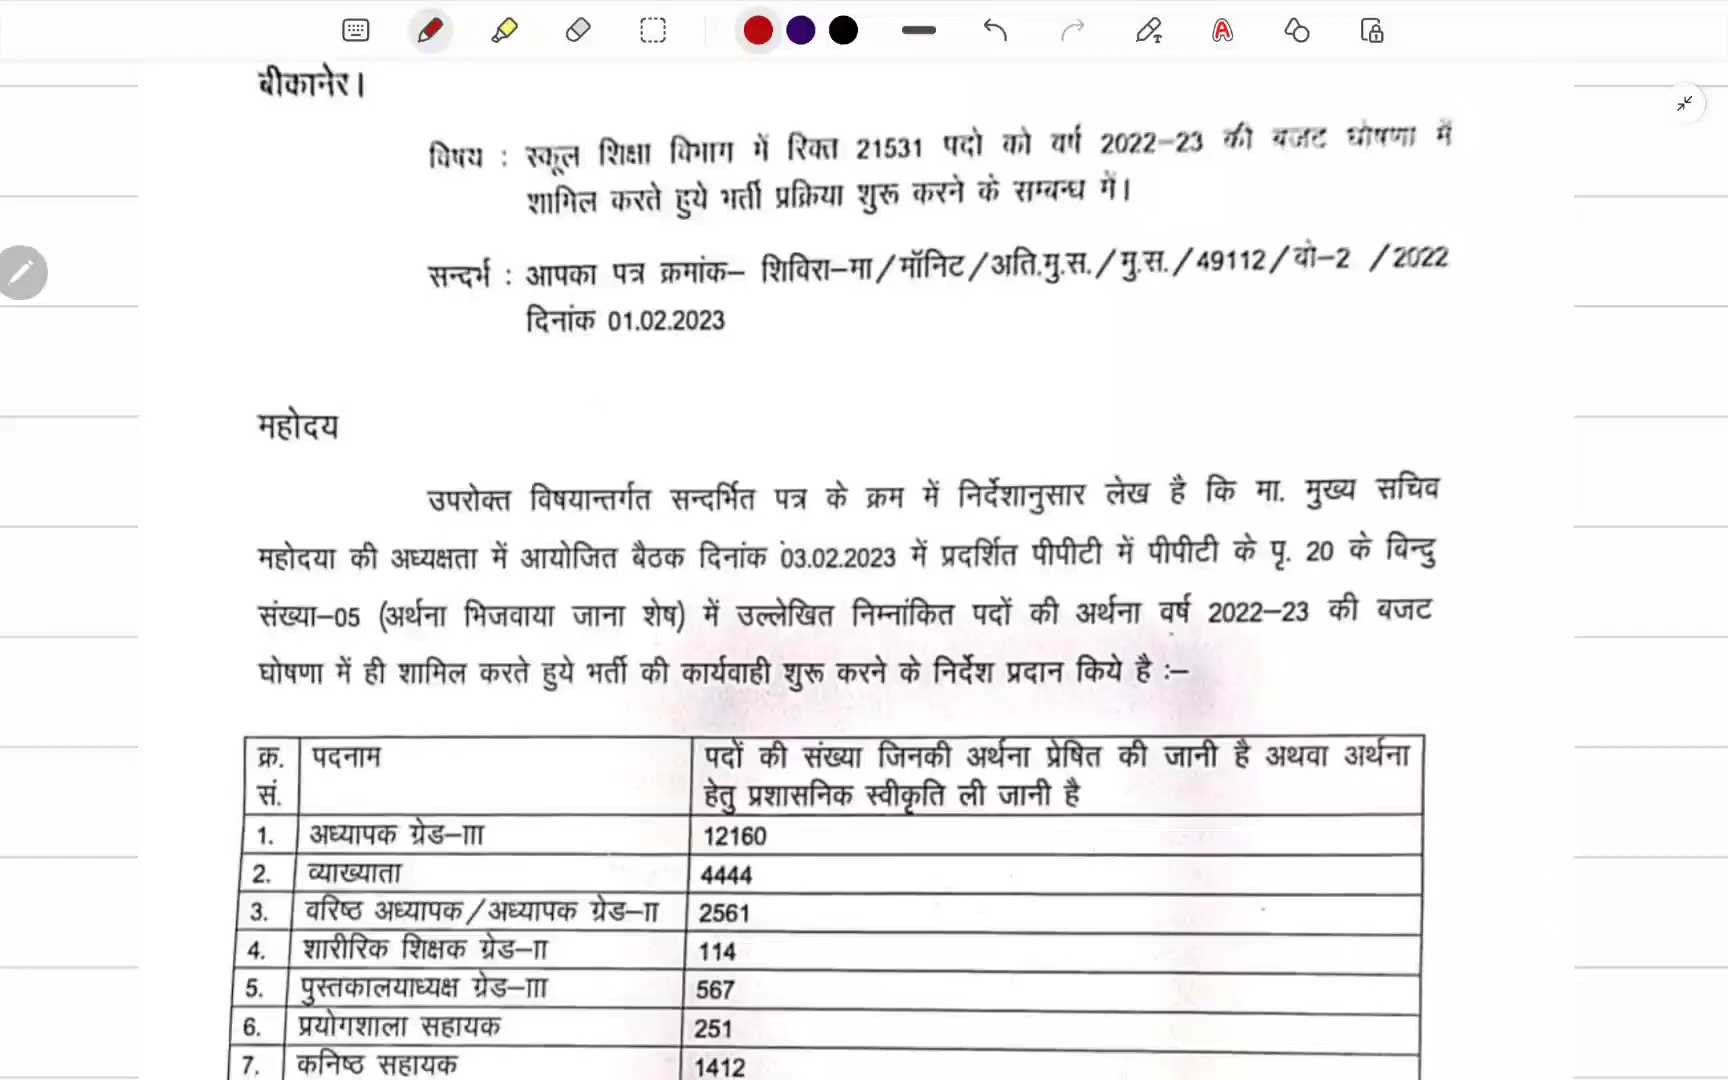 बीकानेर।
विषय : स्कूल शिक्षा विभाग में रिक्त 21531 पदो को वर्ष 2022–23 की बजट घोषणा में
शामिल करते हुये भर्ती प्रक्रिया शुरू करने के सम्बन्ध में।
सन्दर्भ : आपका पत्र क्रमांक– शिविरा–मा/मॉनिट/अति.मु.स./मु.स./49112/वो–2 /2022
दिनांक 01.02.2023
महोदय
उपरोक्त विषयान्तर्गत सन्दर्भित पत्र के क्रम में निर्देशानुसार लेख है कि मा. मुख्य सचिव
महोदया की अध्यक्षता में आयोजित बैठक दिनांक 03.02.2023 में प्रदर्शित पीपीटी में पीपीटी के पृ. 20 के बिन्दु
संख्या–05 (अर्थना भिजवाया जाना शेष) में उल्लेखित निम्नांकित पदों की अर्थना वर्ष 2022–23 की बजट
घोषणा में ही शामिल करते हुये भर्ती की कार्यवाही शुरू करने के निर्देश प्रदान किये है :–
क्र. पदनाम पदों की संख्या जिनकी अर्थना प्रेषित की जानी है अथवा अर्थना
सं. हेतु प्रशासनिक स्वीकृति ली जानी है
1. अध्यापक ग्रेड–III 12160
2. व्याख्याता 4444
3. वरिष्ठ अध्यापक/अध्यापक ग्रेड–II 2561
4. शारीरिक शिक्षक ग्रेड–II 114
5. पुस्तकालयाध्यक्ष ग्रेड–III 567
6. प्रयोगशाला सहायक 251
7. कनिष्ठ सहायक 1412